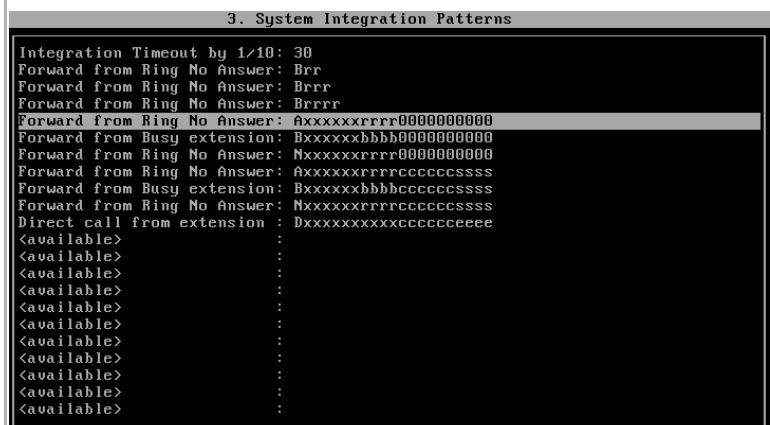 3. System Integration Patterns
Integration Timeout by 1/10: 30
Forward from Ring No Answer: Brr
Forward from Ring No Answer: Brrr
Forward from Ring No Answer: Brrrr
Forward from Ring No Answer: Axxxxxxrrrr0000000000
Forward from Busy extension: Bxxxxxxbbbb0000000000
Forward from Ring No Answer: Nxxxxxxrrrr0000000000
Forward from Ring No Answer: Axxxxxxrrrrccccccssss
Forward from Busy extension: Bxxxxxxbbbbccccccssss
Forward from Ring No Answer: Nxxxxxxrrrrccccccssss
Direct call from extension : Dxxxxxxxxxxcccccceeee
<available> :
<available> :
<available> :
<available> :
<available> :
<available> :
<available> :
<available> :
<available> :
<available> :
<available> :